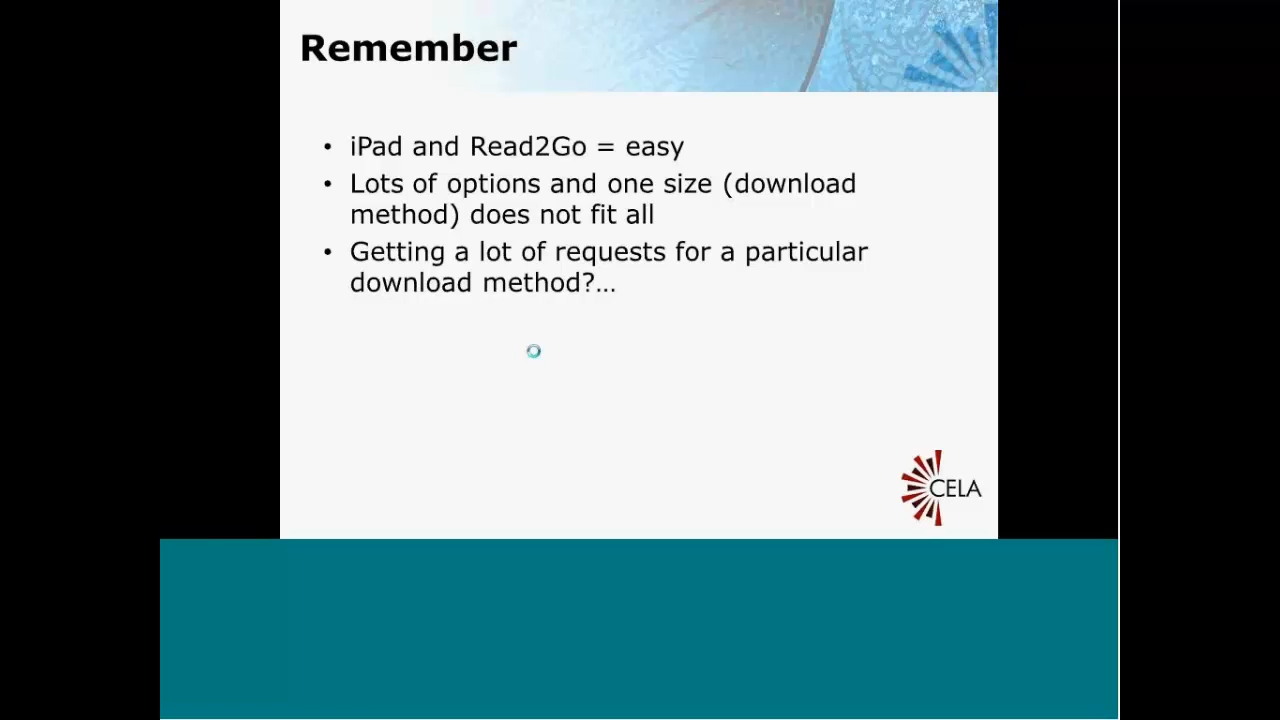 Remember
• iPad and Read2Go = easy
• Lots of options and one size (download
method) does not fit all
• Getting a lot of requests for a particular
download method?…
CELA